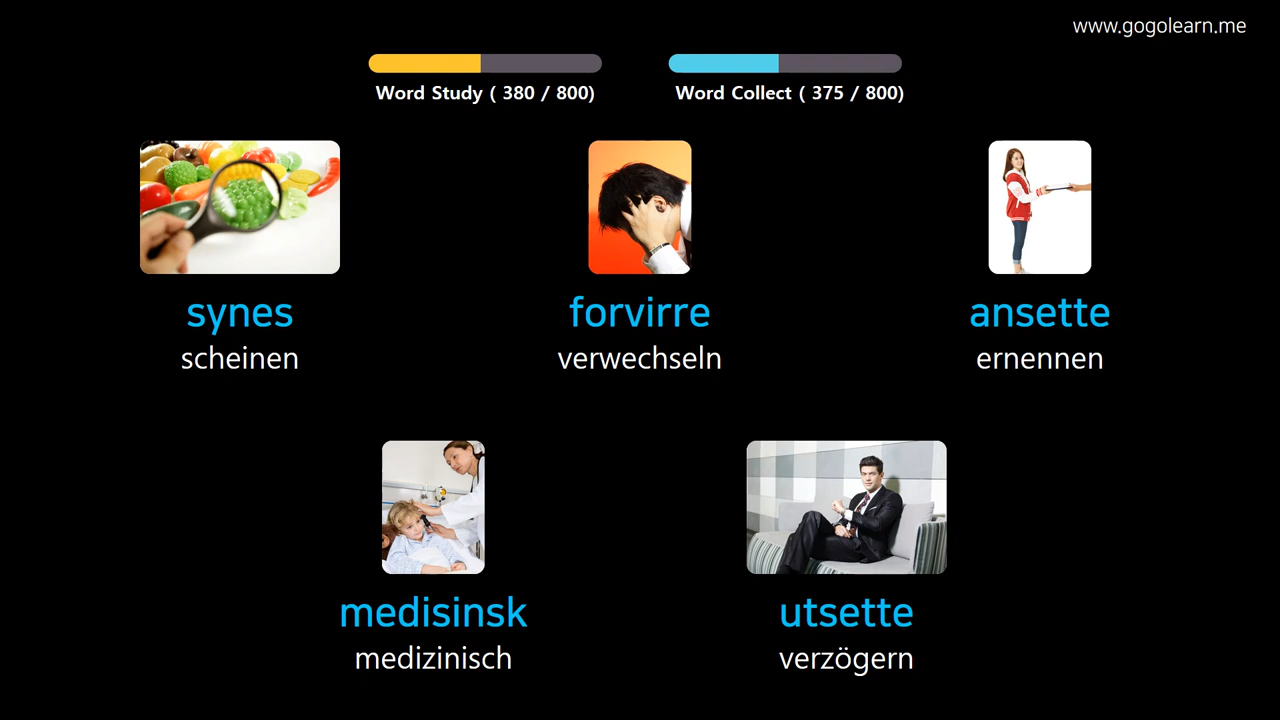 www.gogolearn.me
Word Study ( 380 / 800)
Word Collect ( 375 / 800)
synes
scheinen
forvirre
verwechseln
ansette
ernennen
medisinsk
medizinisch
utsette
verzögern